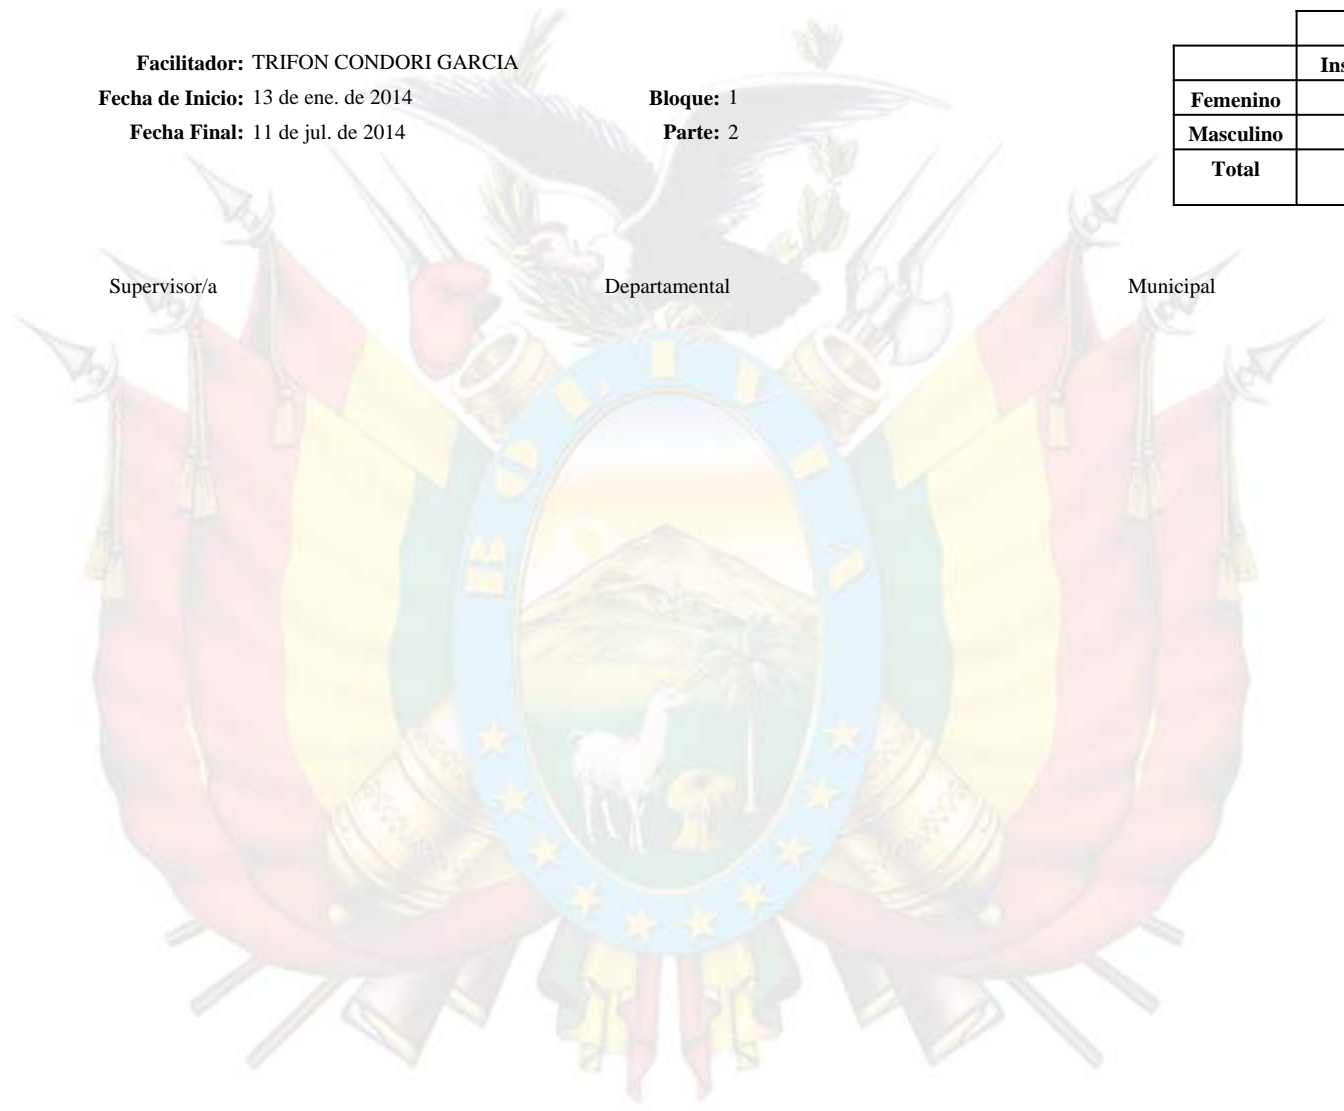 Facilitador: TRIFON CONDORI GARCIA
Fecha de Inicio: 13 de ene. de 2014 Bloque: 1
Fecha Final: 11 de jul. de 2014 Parte: 2
Femenino
Masculino
Total
Supervisor/a Departamental Municipal
BOLIVIA